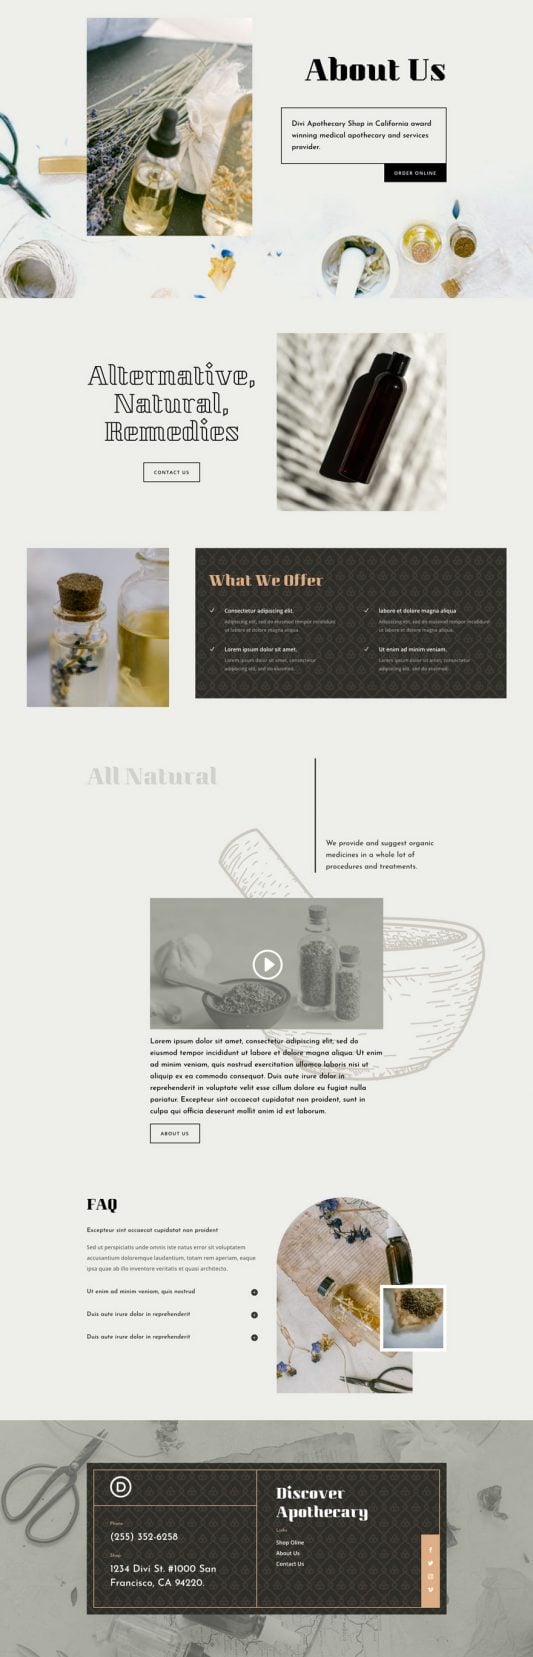 About Us
Divi Apothecary Shop in California award
winning medical apothecary and services
provider.
ORDER ONLINE
Alternative,
Natural,
Remedies
CONTACT US
What We Offer
Consectetur adipiscing elit.
Adipiscing elit, sed do eiusmod tempor incididunt
ut labore et dolore magna aliqua.
labore et dolore magna aliqua
Adipiscing elit, sed do eiusmod tempor incididunt
ut labore et dolore magna aliqua.
Lorem ipsum dolor sit amet.
Lorem ipsum dolor sit amet, consectetur
adipiscing elit, sed do eiusmod.
Ut enim ad minim veniam.
Lorem ipsum dolor sit amet, consectetur
adipiscing elit, sed do eiusmod.
All Natural
We provide and suggest organic
medicines in a whole lot of
procedures and treatments.
Lorem ipsum dolor sit amet, consectetur adipiscing elit, sed do
eiusmod tempor incididunt ut labore et dolore magna aliqua. Ut enim
ad minim veniam, quis nostrud exercitation ullamco laboris nisi ut
aliquip ex ea commodo consequat. Duis aute irure dolor in
reprehenderit in voluptate velit esse cillum dolore eu fugiat nulla
pariatur. Excepteur sint occaecat cupidatat non proident, sunt in
culpa qui officia deserunt mollit anim id est laborum.
ABOUT US
FAQ
Excepteur sint occaecat cupidatat non proident
Sed ut perspiciatis unde omnis iste natus error sit voluptatem
accusantium doloremque laudantium, totam rem aperiam, eaque
ipsa quae ab illo inventore veritatis et quasi architecto.
Ut enim ad minim veniam, quis nostrud
Duis aute irure dolor in reprehenderit
Duis aute irure dolor in reprehenderit
D
Phone
(255) 352-6258
Shop
1234 Divi St. #1000 San
Francisco, CA 94220.
Discover
Apothecary
Links
Shop Oline
About Us
Contact Us